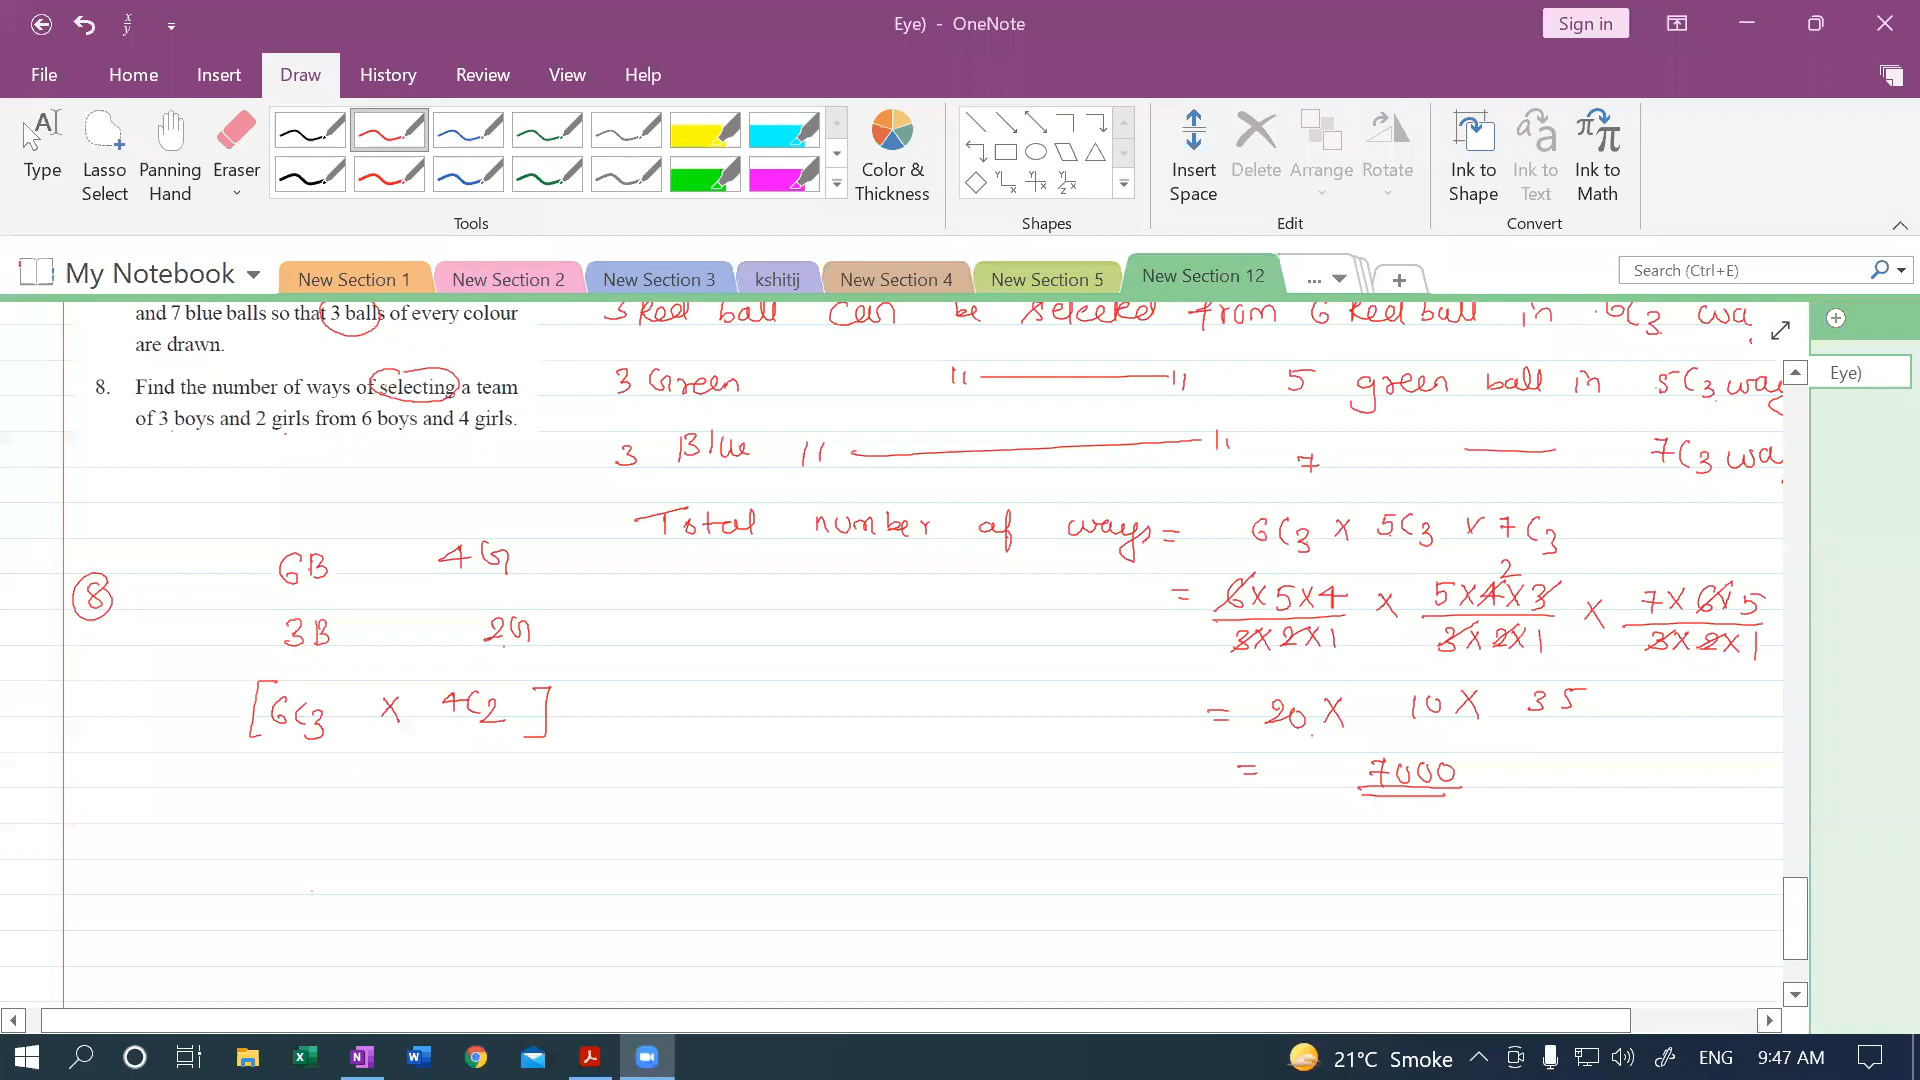 Eye) - OneNote
Sign in
File Home Insert Draw History Review View Help
Type
Lasso Select
Panning Hand
Eraser
Color & Thickness
Insert Space
Delete
Arrange
Rotate
Ink to Shape
Ink to Text
Ink to Math
Tools
Shapes
Edit
Convert
My Notebook
New Section 1
New Section 2
New Section 3
kshitij
New Section 4
New Section 5
New Section 12
...
Search (Ctrl+E)
Eye)
and 7 blue balls so that 3 balls of every colour
are drawn.
8. Find the number of ways of selecting a team
of 3 boys and 2 girls from 6 boys and 4 girls.
3 Red ball can be selected from 6 Red ball in 6C3 wa
3 Green " — " 5 green ball in 5C3 way
3 Blue " — " 7 — 7C3 wa
Total number of ways = 6C3 x 5C3 x 7C3
= 6x5x4/3x2x1 x 5x4x3/3x2x1 x 7x6x5/3x2x1
2
= 20 x 10 x 35
= 7000
8
6B 4G
3B 2G
[6C3 x 4C2]
21°C Smoke
ENG
9:47 AM